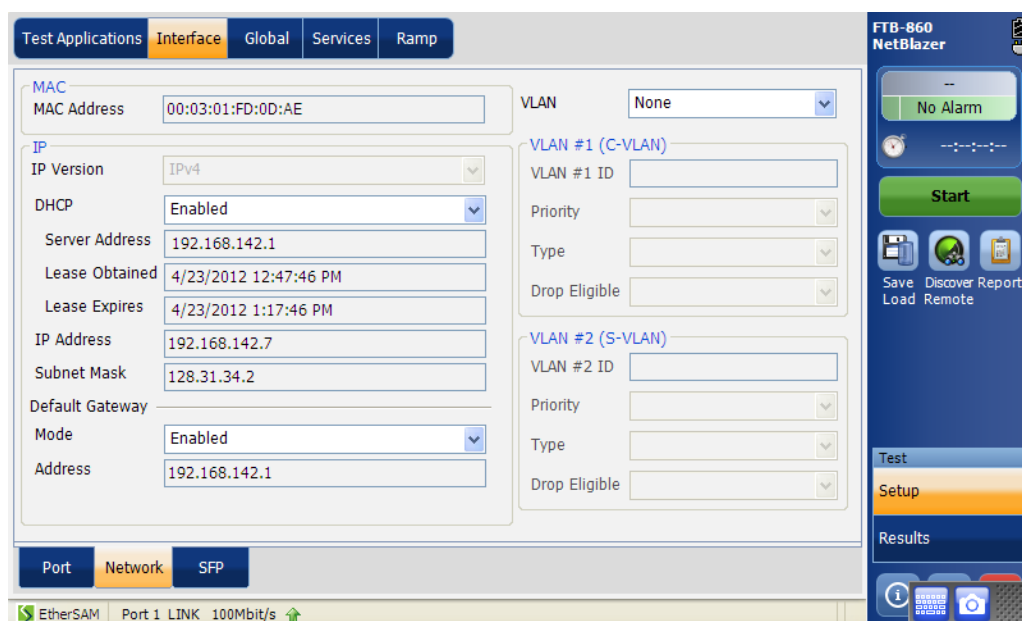 Test Applications Interface Global Services Ramp
FTB-860
NetBlazer
MAC
MAC Address 00:03:01:FD:0D:AE
VLAN None
--
No Alarm
--:--:--:--
IP
IP Version IPv4
DHCP Enabled
Server Address 192.168.142.1
Lease Obtained 4/23/2012 12:47:46 PM
Lease Expires 4/23/2012 1:17:46 PM
IP Address 192.168.142.7
Subnet Mask 128.31.34.2
Default Gateway
Mode Enabled
Address 192.168.142.1
VLAN #1 (C-VLAN)
VLAN #1 ID
Priority
Type
Drop Eligible
VLAN #2 (S-VLAN)
VLAN #2 ID
Priority
Type
Drop Eligible
Start
Save Load
Discover Remote
Report
Test
Setup
Results
Port Network SFP
EtherSAM Port 1 LINK 100Mbit/s